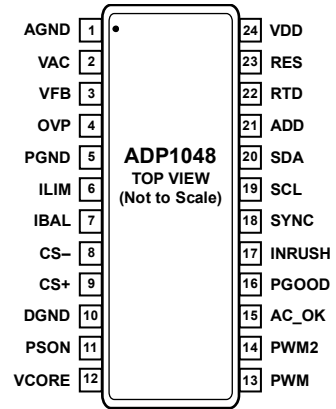 AGND 1 24 VDD
VAC 2 23 RES
VFB 3 22 RTD
OVP 4 21 ADD
PGND 5 ADP1048 20 SDA
TOP VIEW
ILIM 6 (Not to Scale) 19 SCL
IBAL 7 18 SYNC
CS– 8 17 INRUSH
CS+ 9 16 PGOOD
DGND 10 15 AC_OK
PSON 11 14 PWM2
VCORE 12 13 PWM